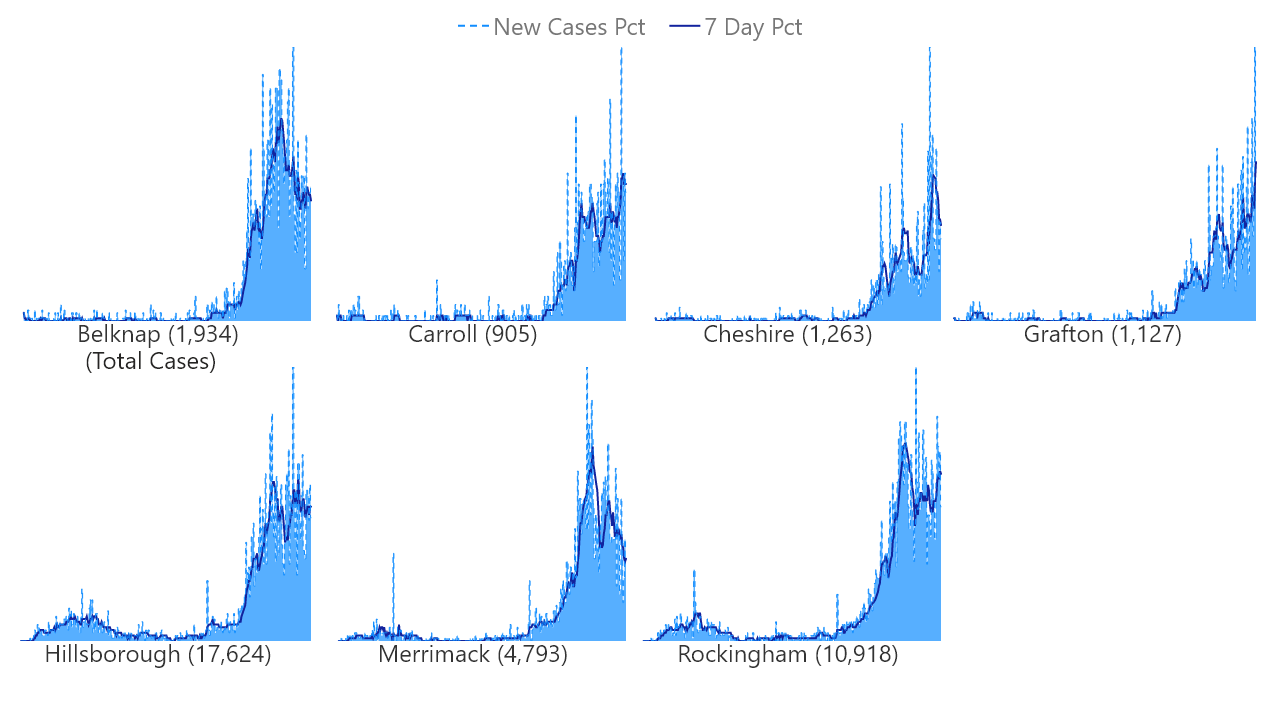 New Cases Pct 7 Day Pct
Belknap (1,934)
(Total Cases)
Carroll (905)
Cheshire (1,263)
Grafton (1,127)
Hillsborough (17,624)
Merrimack (4,793)
Rockingham (10,918)